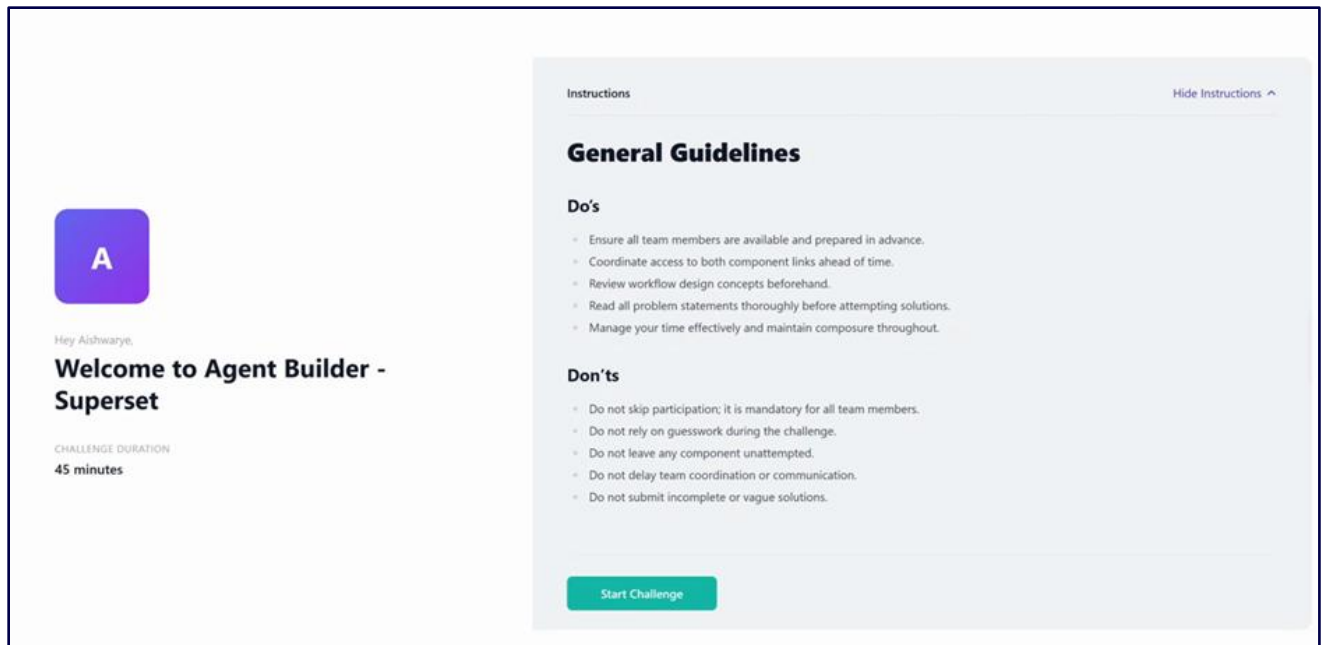 A
Hey Aishwarye,
Welcome to Agent Builder -
Superset
CHALLENGE DURATION
45 minutes
Instructions
Hide Instructions
General Guidelines
Do's
Ensure all team members are available and prepared in advance.
Coordinate access to both component links ahead of time.
Review workflow design concepts beforehand.
Read all problem statements thoroughly before attempting solutions.
Manage your time effectively and maintain composure throughout.
Don'ts
Do not skip participation; it is mandatory for all team members.
Do not rely on guesswork during the challenge.
Do not leave any component unattempted.
Do not delay team coordination or communication.
Do not submit incomplete or vague solutions.
Start Challenge